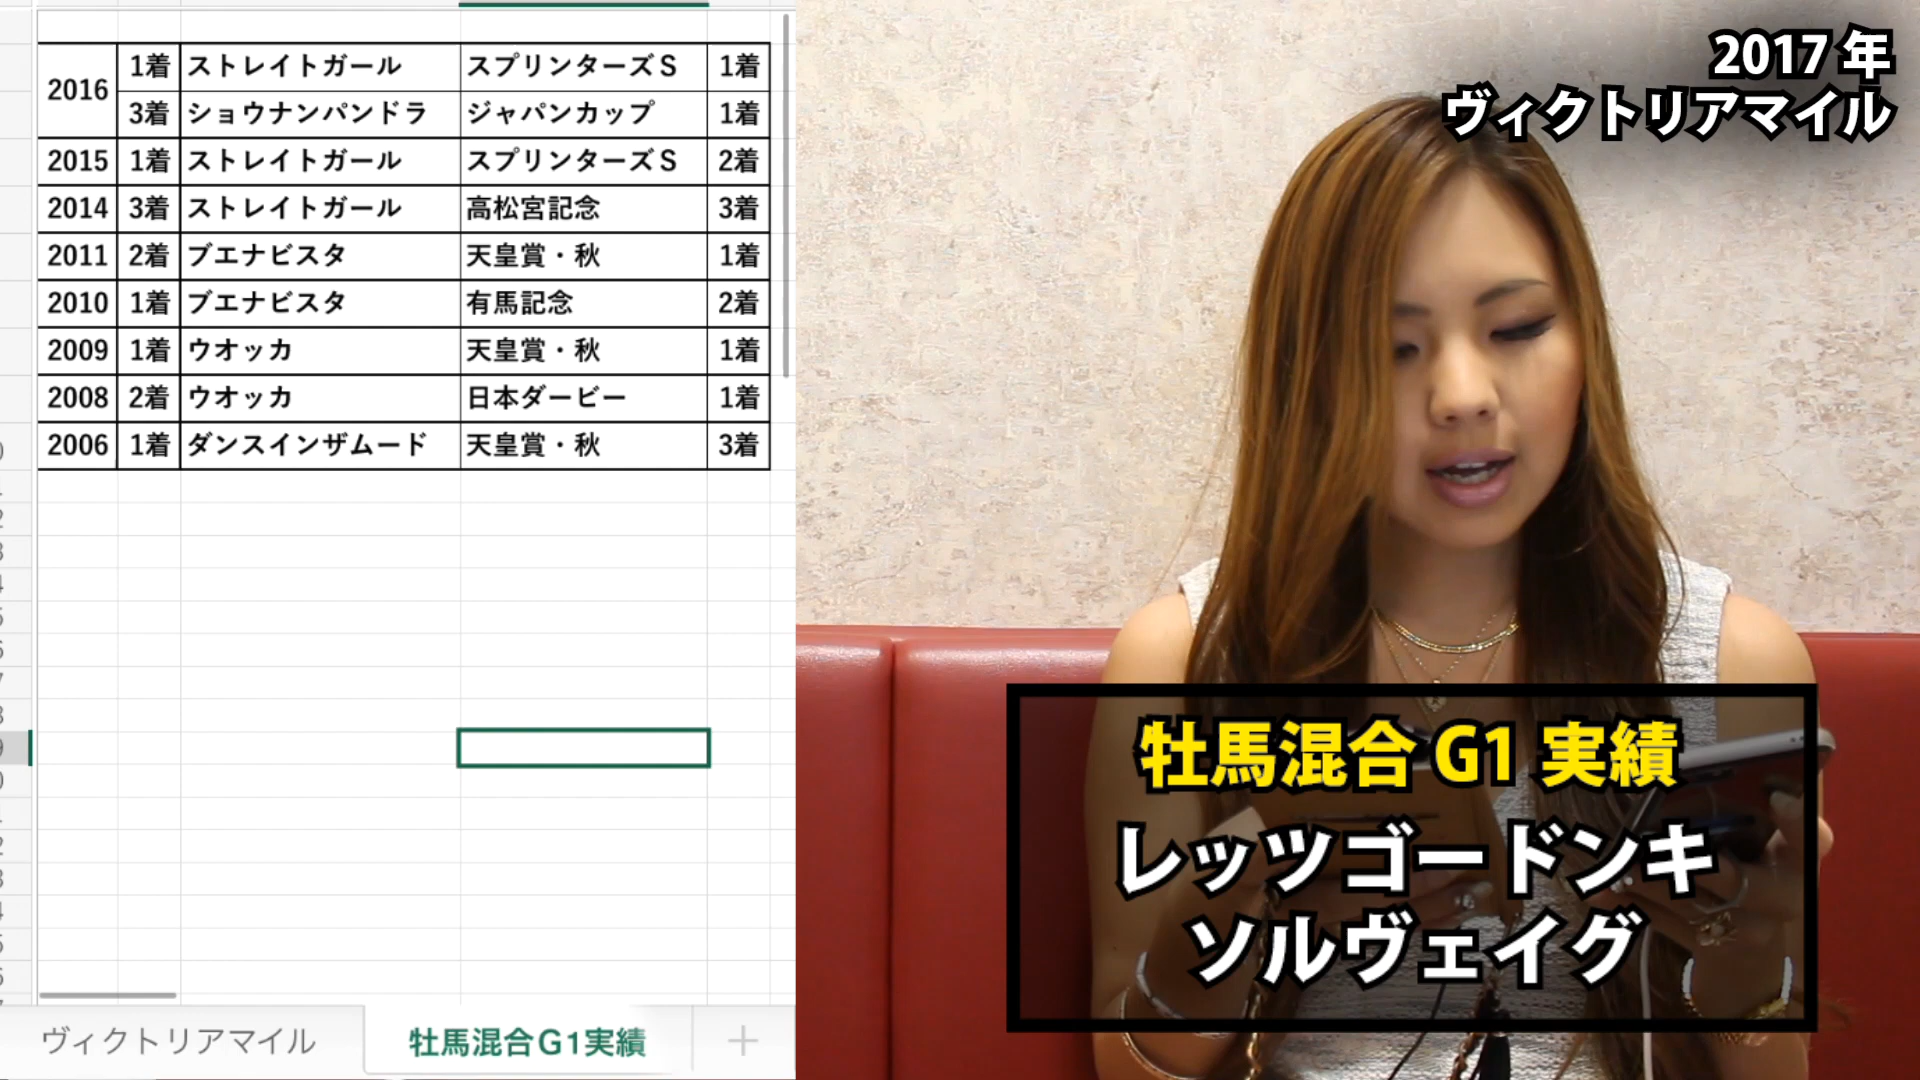 2016 1着 ストレイトガール スプリンターズS 1着
3着 ショウナンパンドラ ジャパンカップ 1着
2015 1着 ストレイトガール スプリンターズS 2着
2014 3着 ストレイトガール 高松宮記念 3着
2011 2着 ブエナビスタ 天皇賞・秋 1着
2010 1着 ブエナビスタ 有馬記念 2着
2009 1着 ウオッカ 天皇賞・秋 1着
2008 2着 ウオッカ 日本ダービー 1着
2006 1着 ダンスインザムード 天皇賞・秋 3着
ヴィクトリアマイル 牡馬混合G1実績 +
2017年
ヴィクトリアマイル
牡馬混合G1実績
レッツゴードンキ
ソルヴェイグ